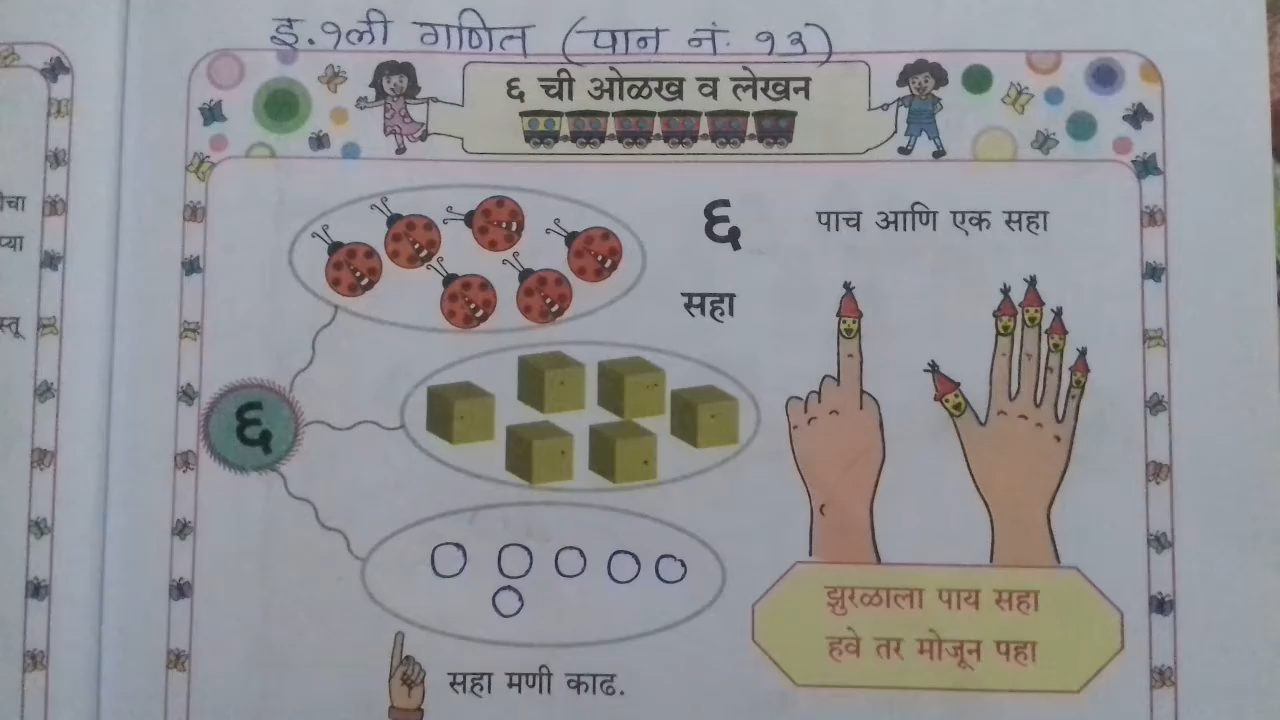 इ.१ली गणित (पान नं. १३)
६ ची ओळख व लेखन
६ पाच आणि एक सहा
सहा
६
सहा मणी काढ.
झुरळाला पाय सहा
हवे तर मोजून पहा
चा
प्या
स्तू